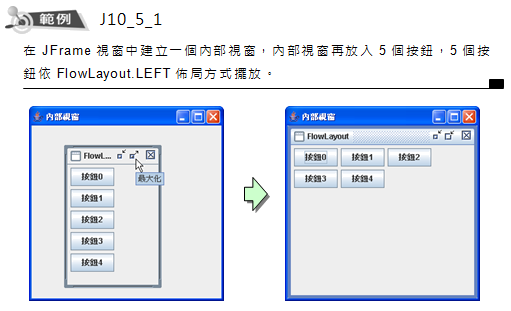 範例 J10_5_1
在 JFrame 視窗中建立一個內部視窗，內部視窗再放入 5 個按鈕，5 個按
鈕依 FlowLayout.LEFT 佈局方式擺放。
內部視窗
FlowL...
最大化
按鈕0
按鈕1
按鈕2
按鈕3
按鈕4
內部視窗
FlowLayout
按鈕0 按鈕1 按鈕2
按鈕3 按鈕4